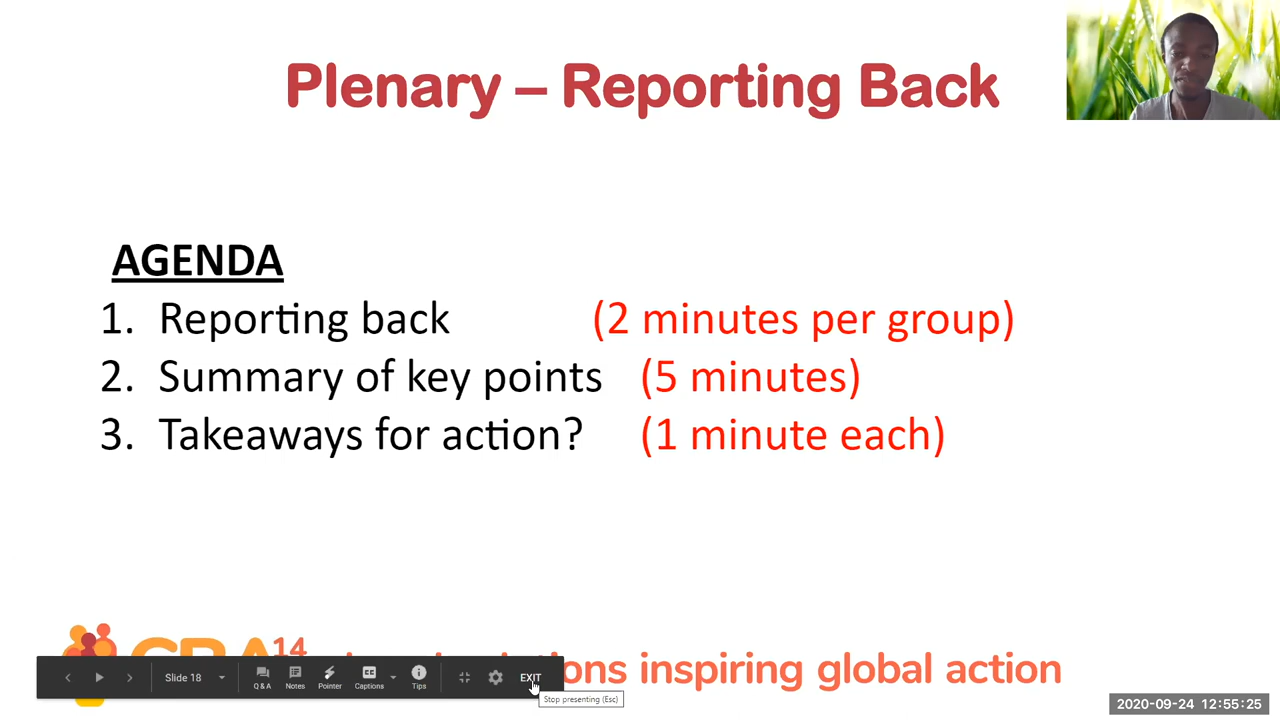 Plenary – Reporting Back
AGENDA
1. Reporting back (2 minutes per group)
2. Summary of key points (5 minutes)
3. Takeaways for action? (1 minute each)
14
inspiring global action
Slide 18
Q & A
Notes
Pointer
Captions
Tips
EXIT
Stop presenting (Esc)
2020-09-24 12:55:25